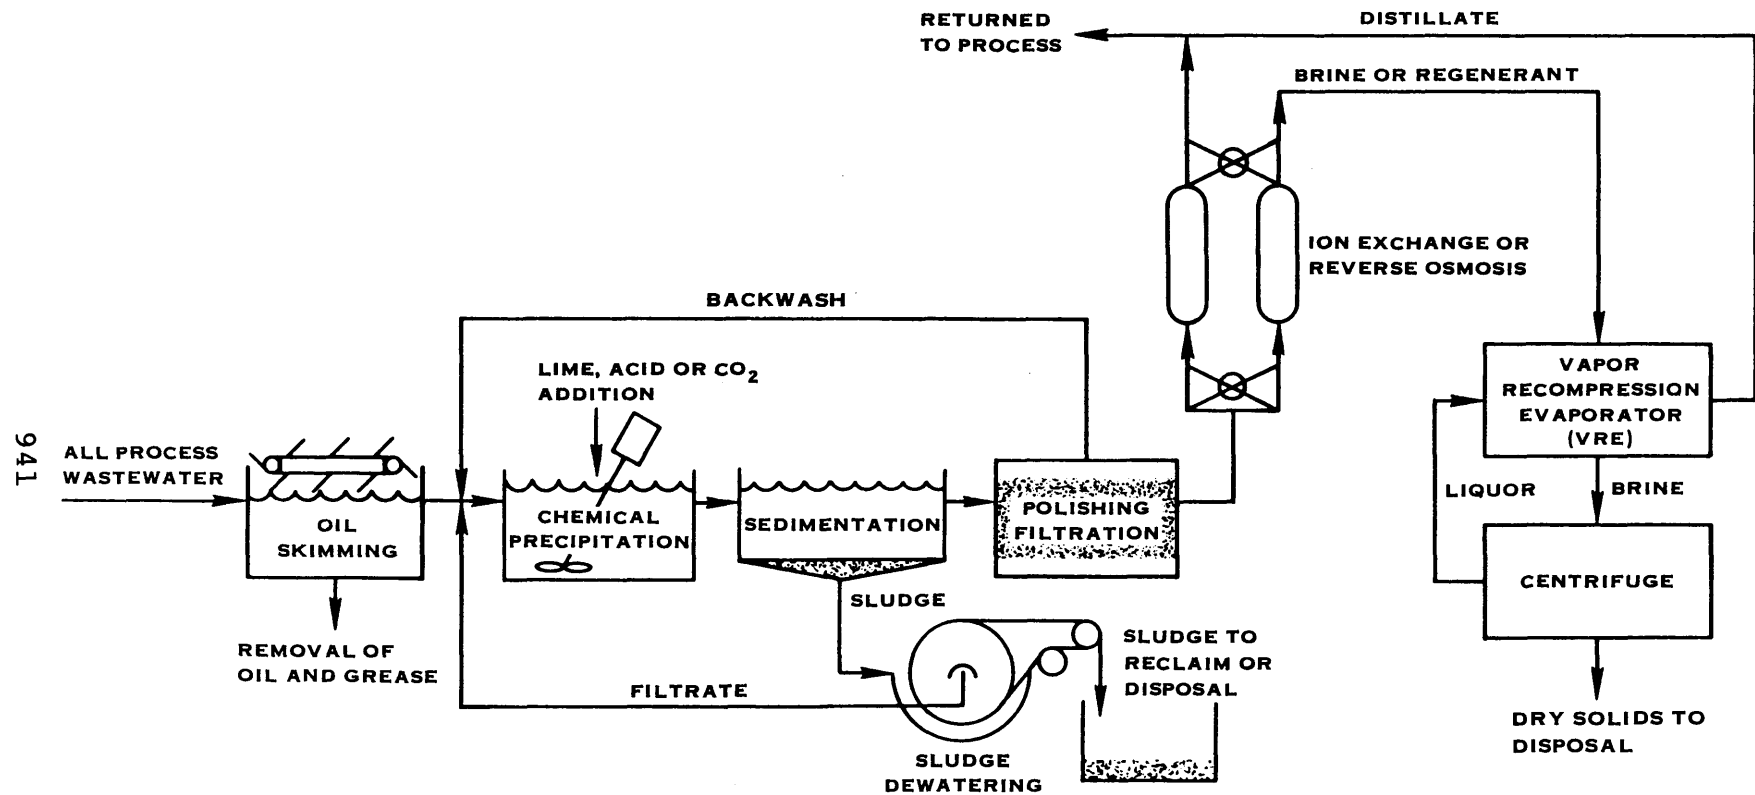 RETURNED
TO PROCESS
DISTILLATE
BRINE OR REGENERANT
ION EXCHANGE OR
REVERSE OSMOSIS
BACKWASH
LIME, ACID OR CO2
ADDITION
VAPOR
RECOMPRESSION
EVAPORATOR
(VRE)
941
ALL PROCESS
WASTEWATER
OIL
SKIMMING
CHEMICAL
PRECIPITATION
SEDIMENTATION
POLISHING
FILTRATION
LIQUOR
BRINE
CENTRIFUGE
SLUDGE
REMOVAL OF
OIL AND GREASE
FILTRATE
SLUDGE TO
RECLAIM OR
DISPOSAL
SLUDGE
DEWATERING
DRY SOLIDS TO
DISPOSAL